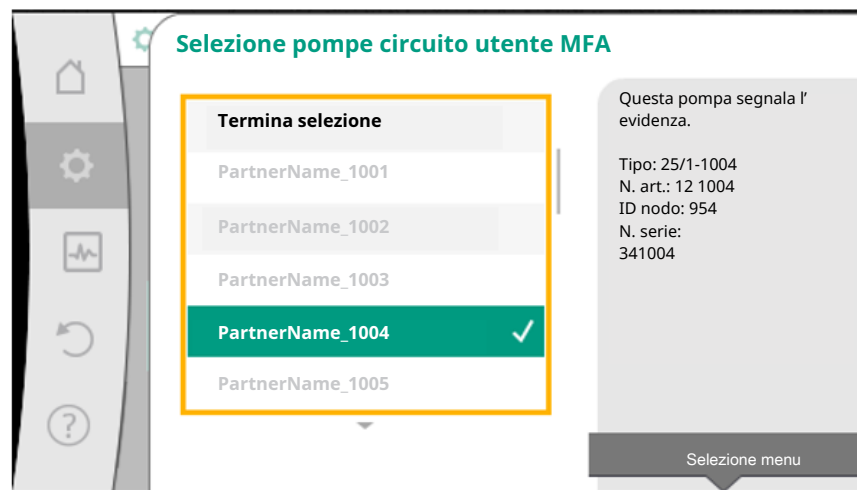 Selezione pompe circuito utente MFA
Termina selezione
PartnerName_1001
PartnerName_1002
PartnerName_1003
PartnerName_1004
PartnerName_1005
Questa pompa segnala l’
evidenza.
Tipo: 25/1-1004
N. art.: 12 1004
ID nodo: 954
N. serie:
341004
Selezione menu